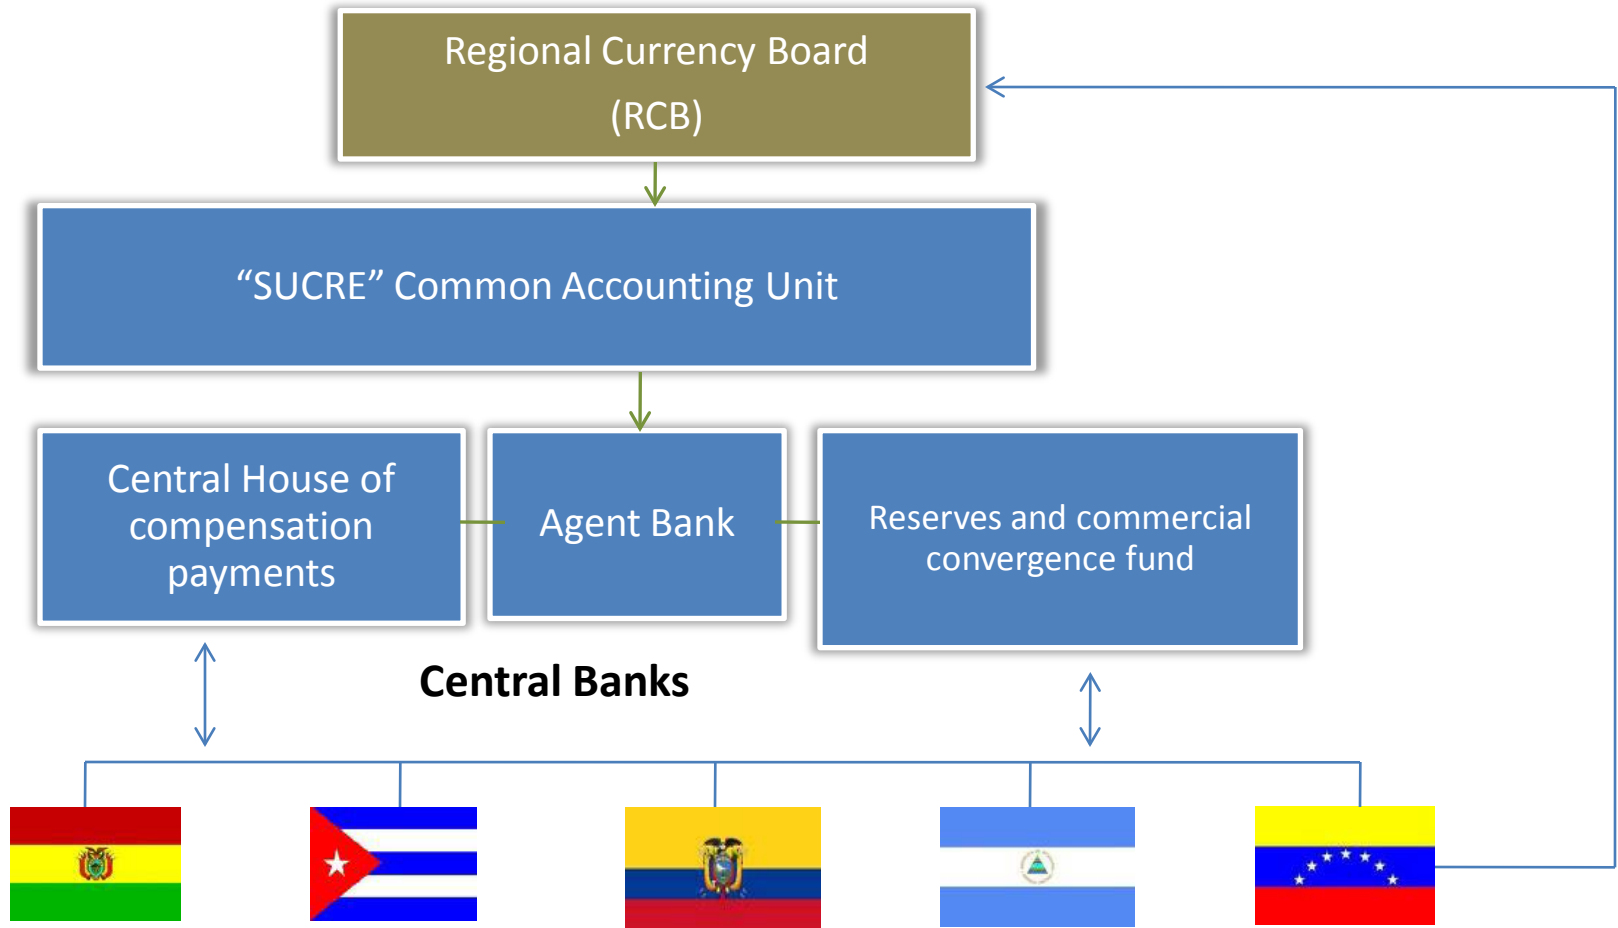 Regional Currency Board
(RCB)
“SUCRE” Common Accounting Unit
Central House of
compensation
payments
Agent Bank
Reserves and commercial
convergence fund
Central Banks